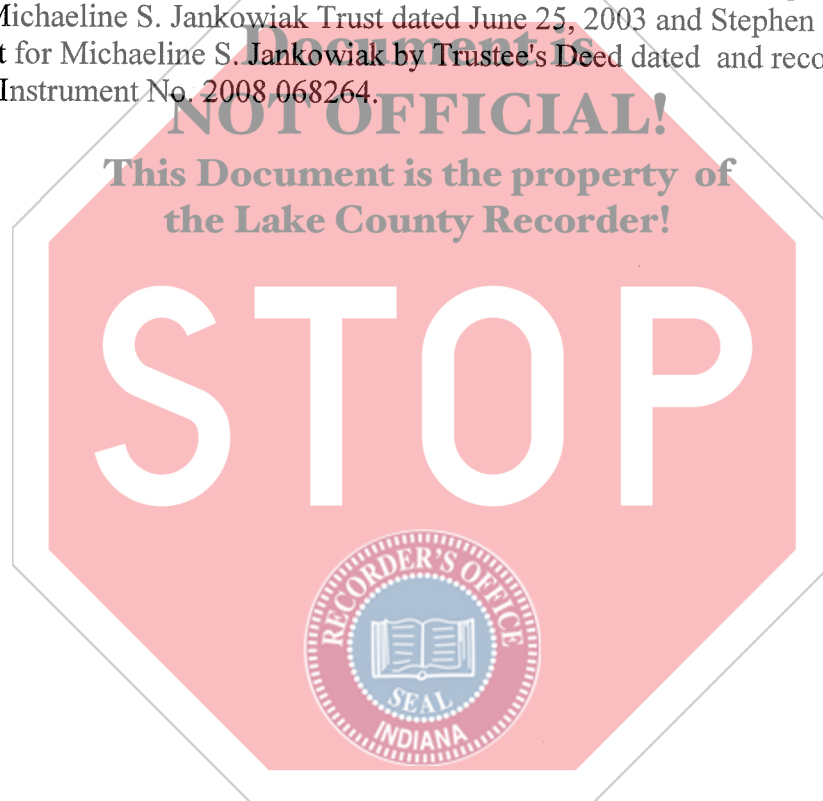 Michaeline S. Jankowiak Trust dated June 25, 2003 and Stephen
t for Michaeline S. Jankowiak by Trustee's Deed dated and reco
Instrument No. 2008 068264.
Document is
NOT OFFICIAL!
This Document is the property of
the Lake County Recorder!
STOP
RECORDER'S OFFICE
SEAL
INDIANA